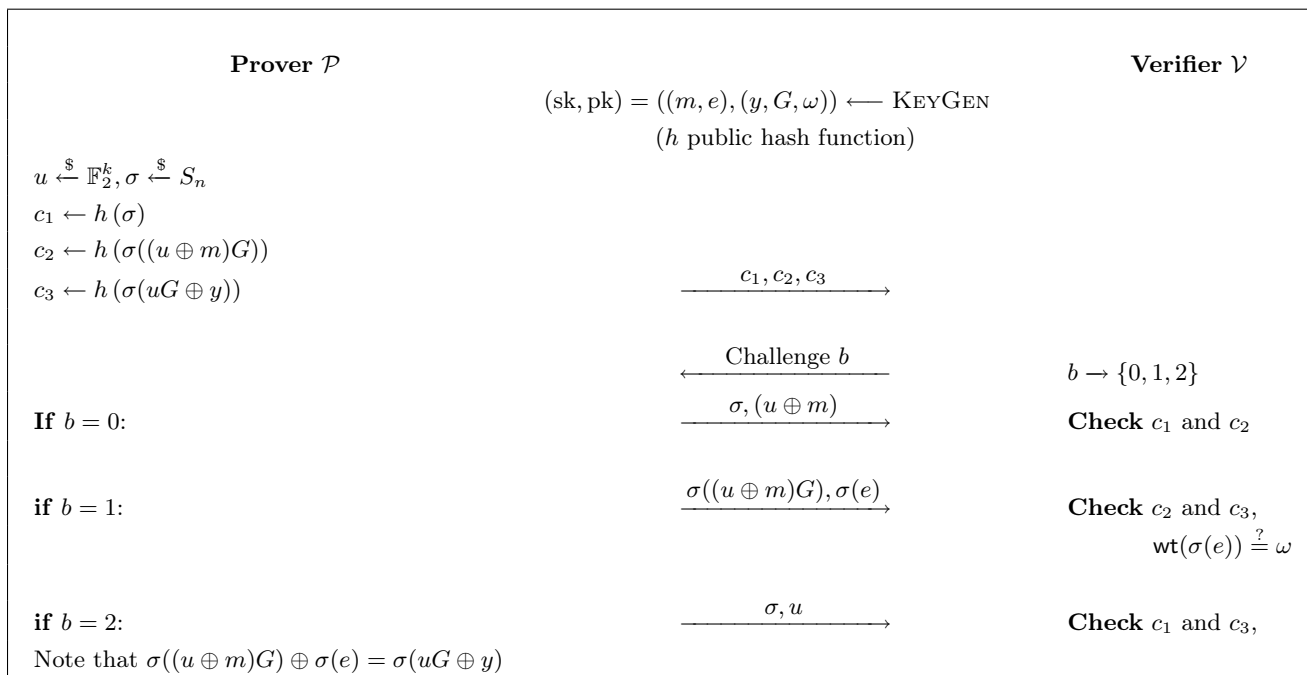 Prover 𝒫 Verifier 𝒱
(sk, pk) = ((m, e), (y, G, ω)) ⟵ KEYGEN
(h public hash function)
u ←$ 𝔽₂ᵏ, σ ←$ Sₙ
c₁ ← h (σ)
c₂ ← h (σ((u ⊕ m)G))
c₃ ← h (σ(uG ⊕ y)) c₁, c₂, c₃
Challenge b b → {0, 1, 2}
If b = 0: σ, (u ⊕ m) Check c₁ and c₂
if b = 1: σ((u ⊕ m)G), σ(e) Check c₂ and c₃,
wt(σ(e)) ≟ ω
if b = 2: σ, u Check c₁ and c₃,
Note that σ((u ⊕ m)G) ⊕ σ(e) = σ(uG ⊕ y)